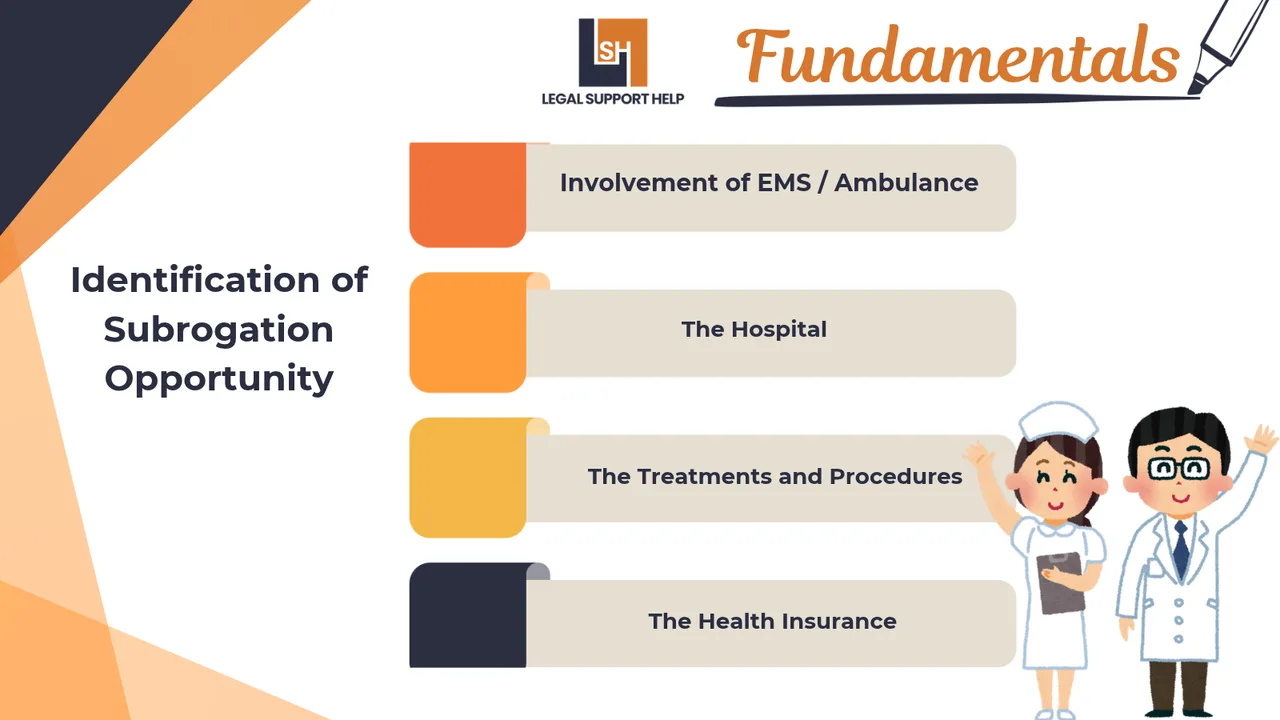 SH
LEGAL SUPPORT HELP
Fundamentals
Identification of
Subrogation
Opportunity
Involvement of EMS / Ambulance
The Hospital
The Treatments and Procedures
The Health Insurance